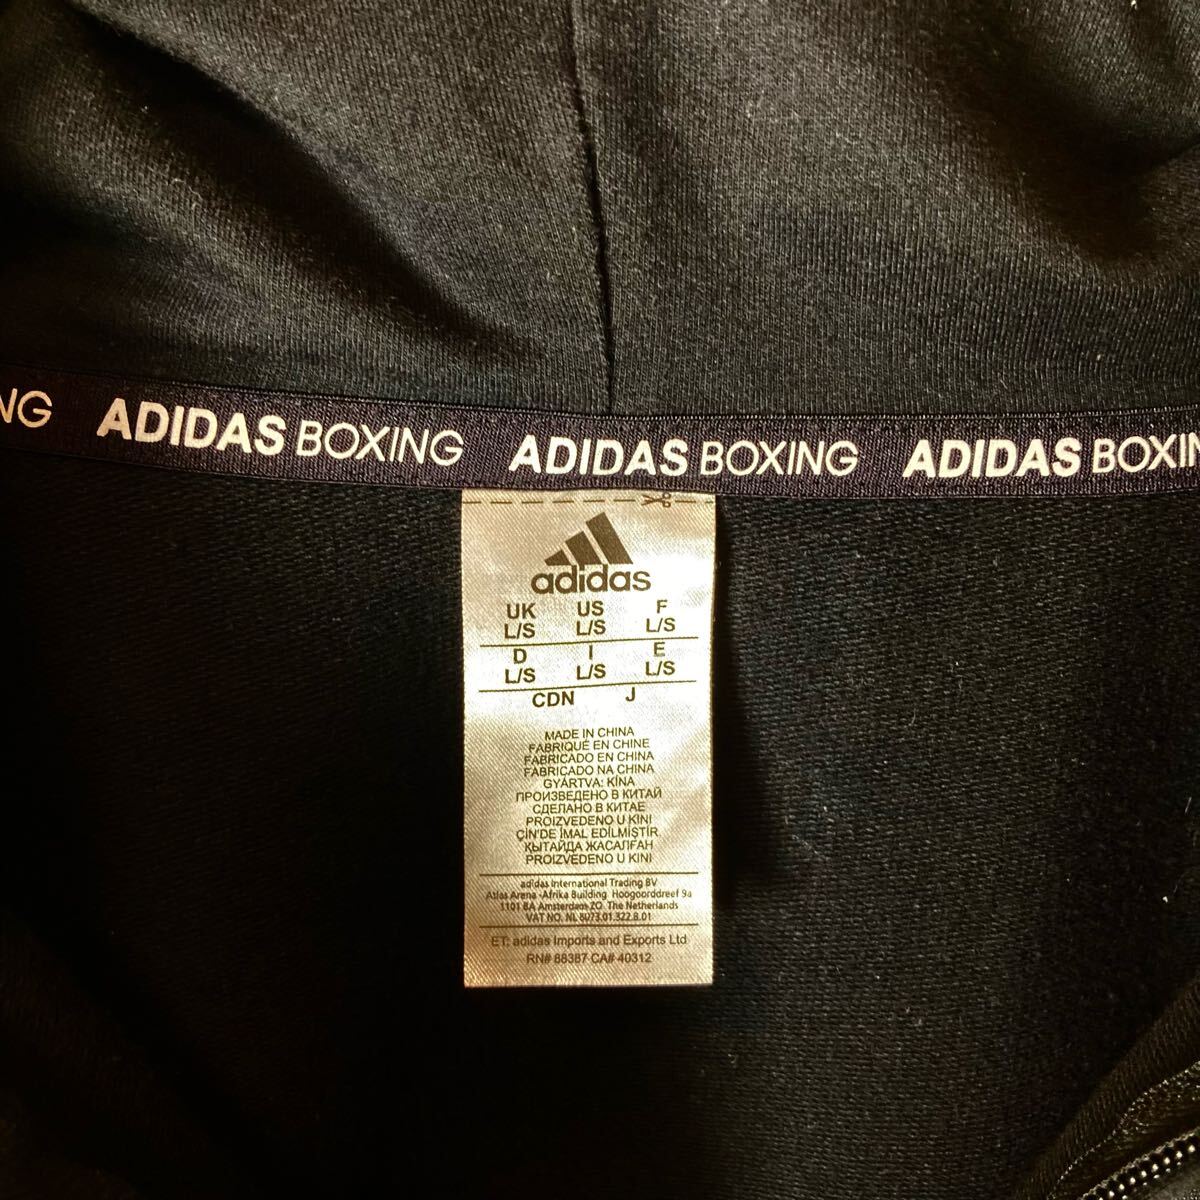 NG ADIDAS BOXING ADIDAS BOXING ADIDAS BOXIN
adidas
UK US F
L/S L/S L/S
D I E
L/S L/S L/S
CDN J
MADE IN CHINA
FABRIQUÉ EN CHINE
FABRICADO EN CHINA
FABRICADO NA CHINA
GYÁRTVA: KÍNA
ПРОИЗВЕДЕНО В КИТАЙ
СДЕЛАНО В КИТАЕ
PROIZVEDENO U KINI
ÇİN'DE İMAL EDİLMİŞTİR
ҚЫТАЙДА ЖАСАЛҒАН
PROIZVEDENO U KINI
adidas International Trading BV
Atlas Arena -Afrika Building Hoogoorddreef 9a
1101 BA Amsterdam ZO The Netherlands
VAT NO. NL 8073.01.322.B.01
ET: adidas Imports and Exports Ltd
RN# 88387 CA# 40312